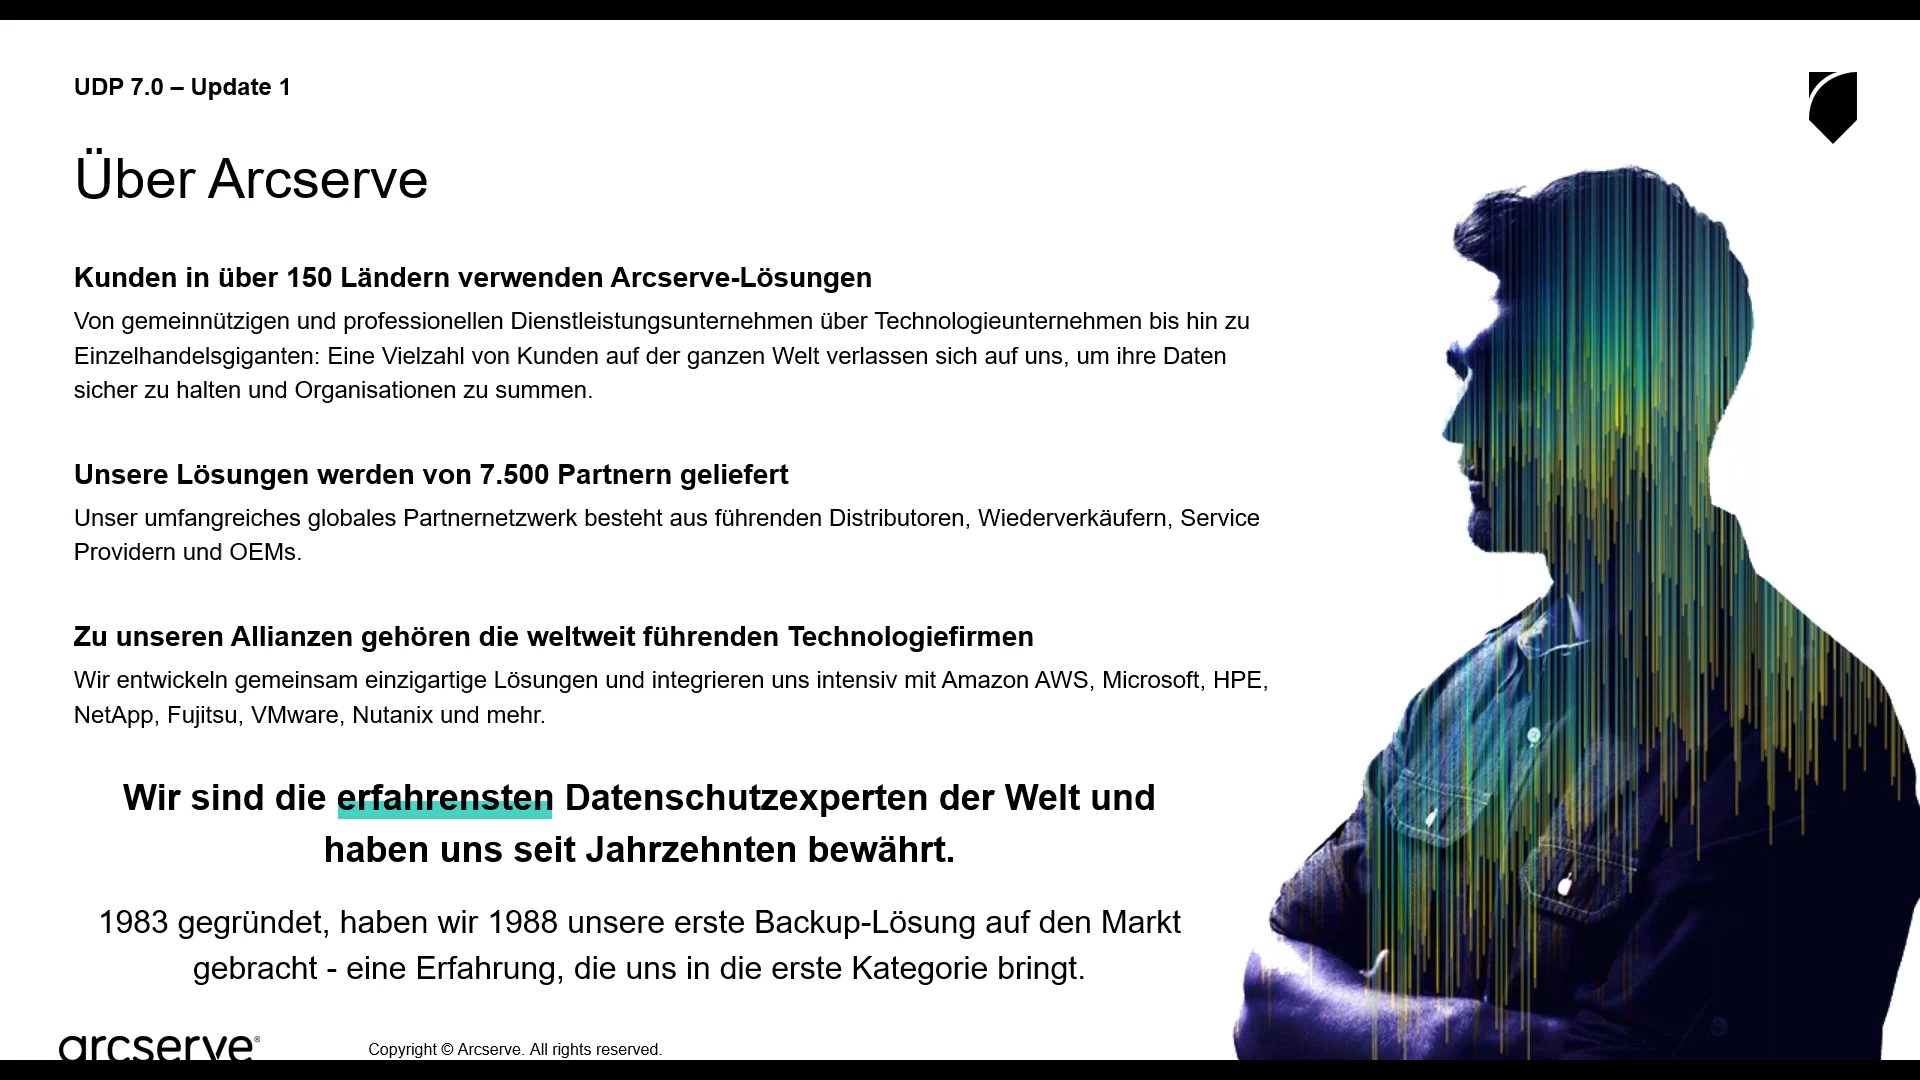 UDP 7.0 – Update 1
Über Arcserve
Kunden in über 150 Ländern verwenden Arcserve-Lösungen
Von gemeinnützigen und professionellen Dienstleistungsunternehmen über Technologieunternehmen bis hin zu
Einzelhandelsgiganten: Eine Vielzahl von Kunden auf der ganzen Welt verlassen sich auf uns, um ihre Daten
sicher zu halten und Organisationen zu summen.
Unsere Lösungen werden von 7.500 Partnern geliefert
Unser umfangreiches globales Partnernetzwerk besteht aus führenden Distributoren, Wiederverkäufern, Service
Providern und OEMs.
Zu unseren Allianzen gehören die weltweit führenden Technologiefirmen
Wir entwickeln gemeinsam einzigartige Lösungen und integrieren uns intensiv mit Amazon AWS, Microsoft, HPE,
NetApp, Fujitsu, VMware, Nutanix und mehr.
Wir sind die erfahrensten Datenschutzexperten der Welt und
haben uns seit Jahrzehnten bewährt.
1983 gegründet, haben wir 1988 unsere erste Backup-Lösung auf den Markt
gebracht - eine Erfahrung, die uns in die erste Kategorie bringt.
arcserve®
Copyright © Arcserve. All rights reserved.